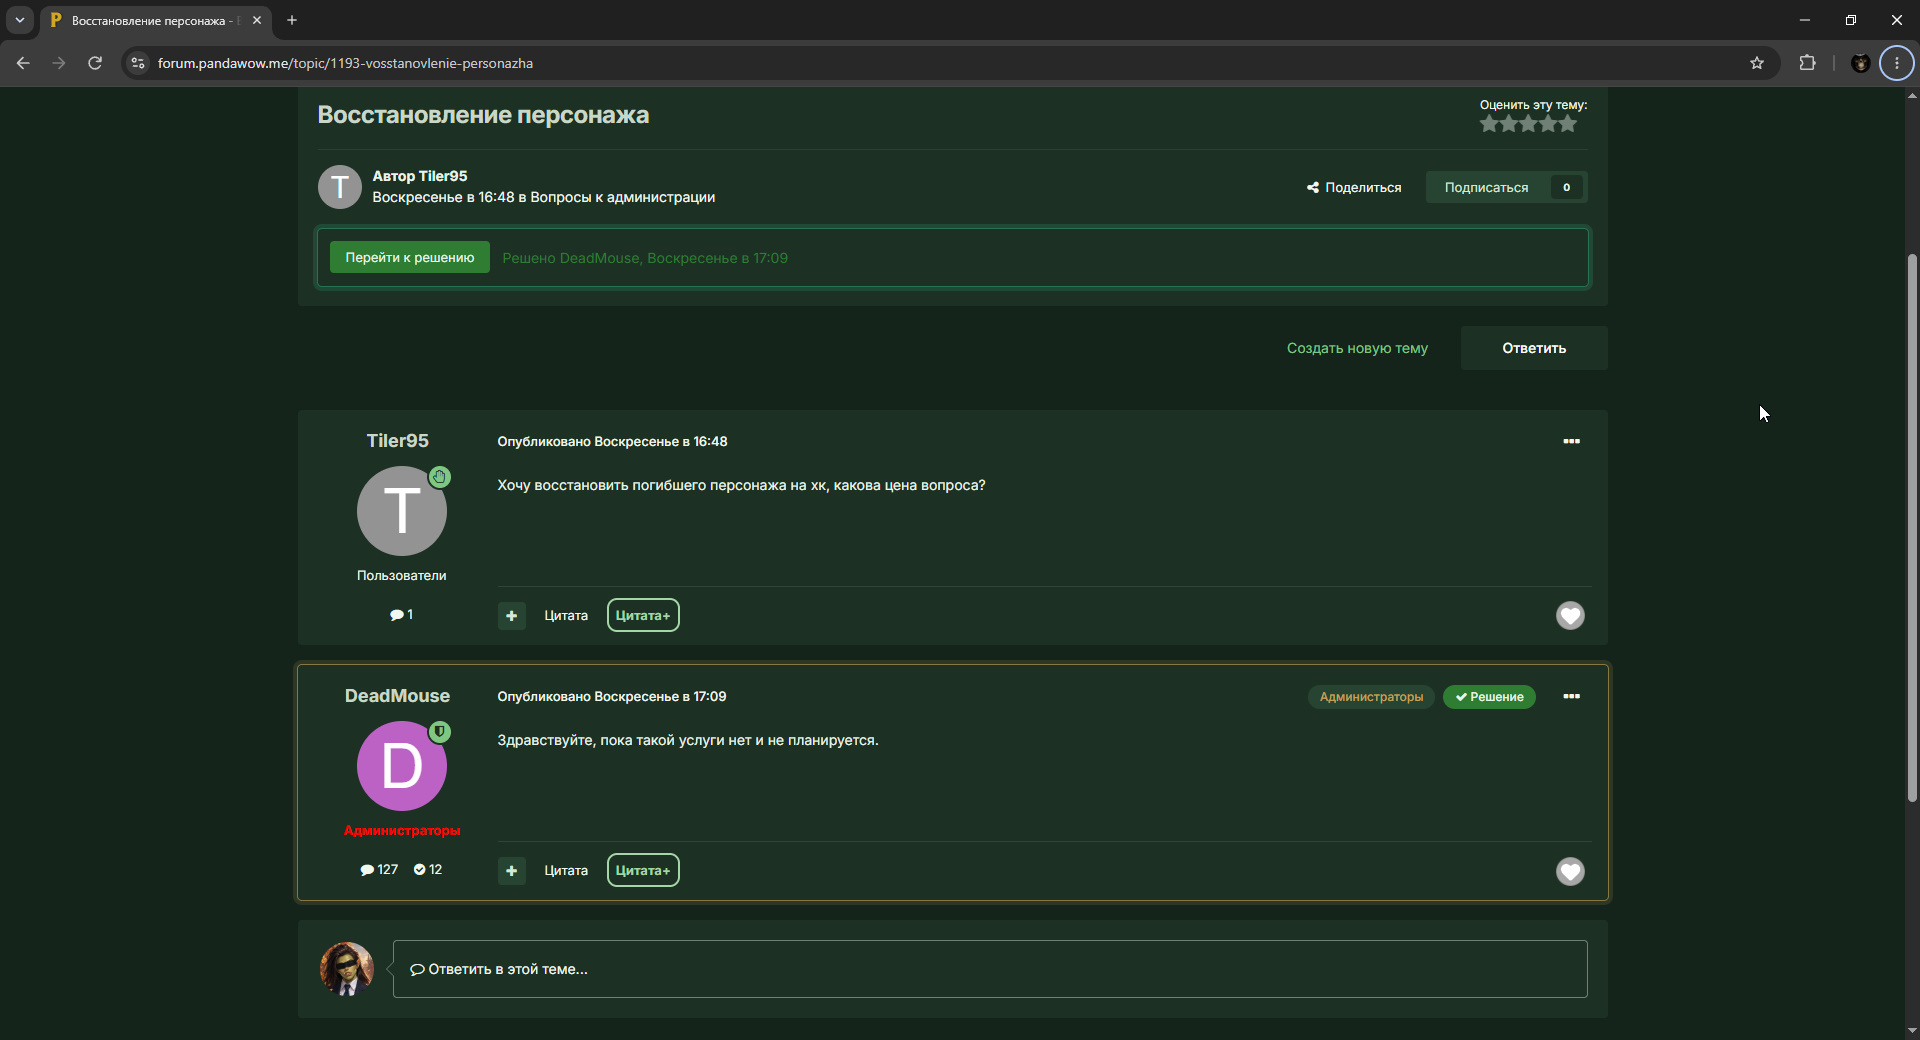 Восстановление персонажа -
forum.pandawow.me/topic/1193-vosstanovlenie-personazha
Восстановление персонажа
Оценить эту тему:
T
Автор Tiler95
Воскресенье в 16:48 в Вопросы к администрации
Поделиться
Подписаться
0
Перейти к решению
Решено DeadMouse, Воскресенье в 17:09
Создать новую тему
Ответить
Tiler95
Опубликовано Воскресенье в 16:48
T
Хочу восстановить погибшего персонажа на хк, какова цена вопроса?
Пользователи
1
Цитата
Цитата+
DeadMouse
Опубликовано Воскресенье в 17:09
Администраторы
Решение
D
Здравствуйте, пока такой услуги нет и не планируется.
Администраторы
127
12
Цитата
Цитата+
Ответить в этой теме...